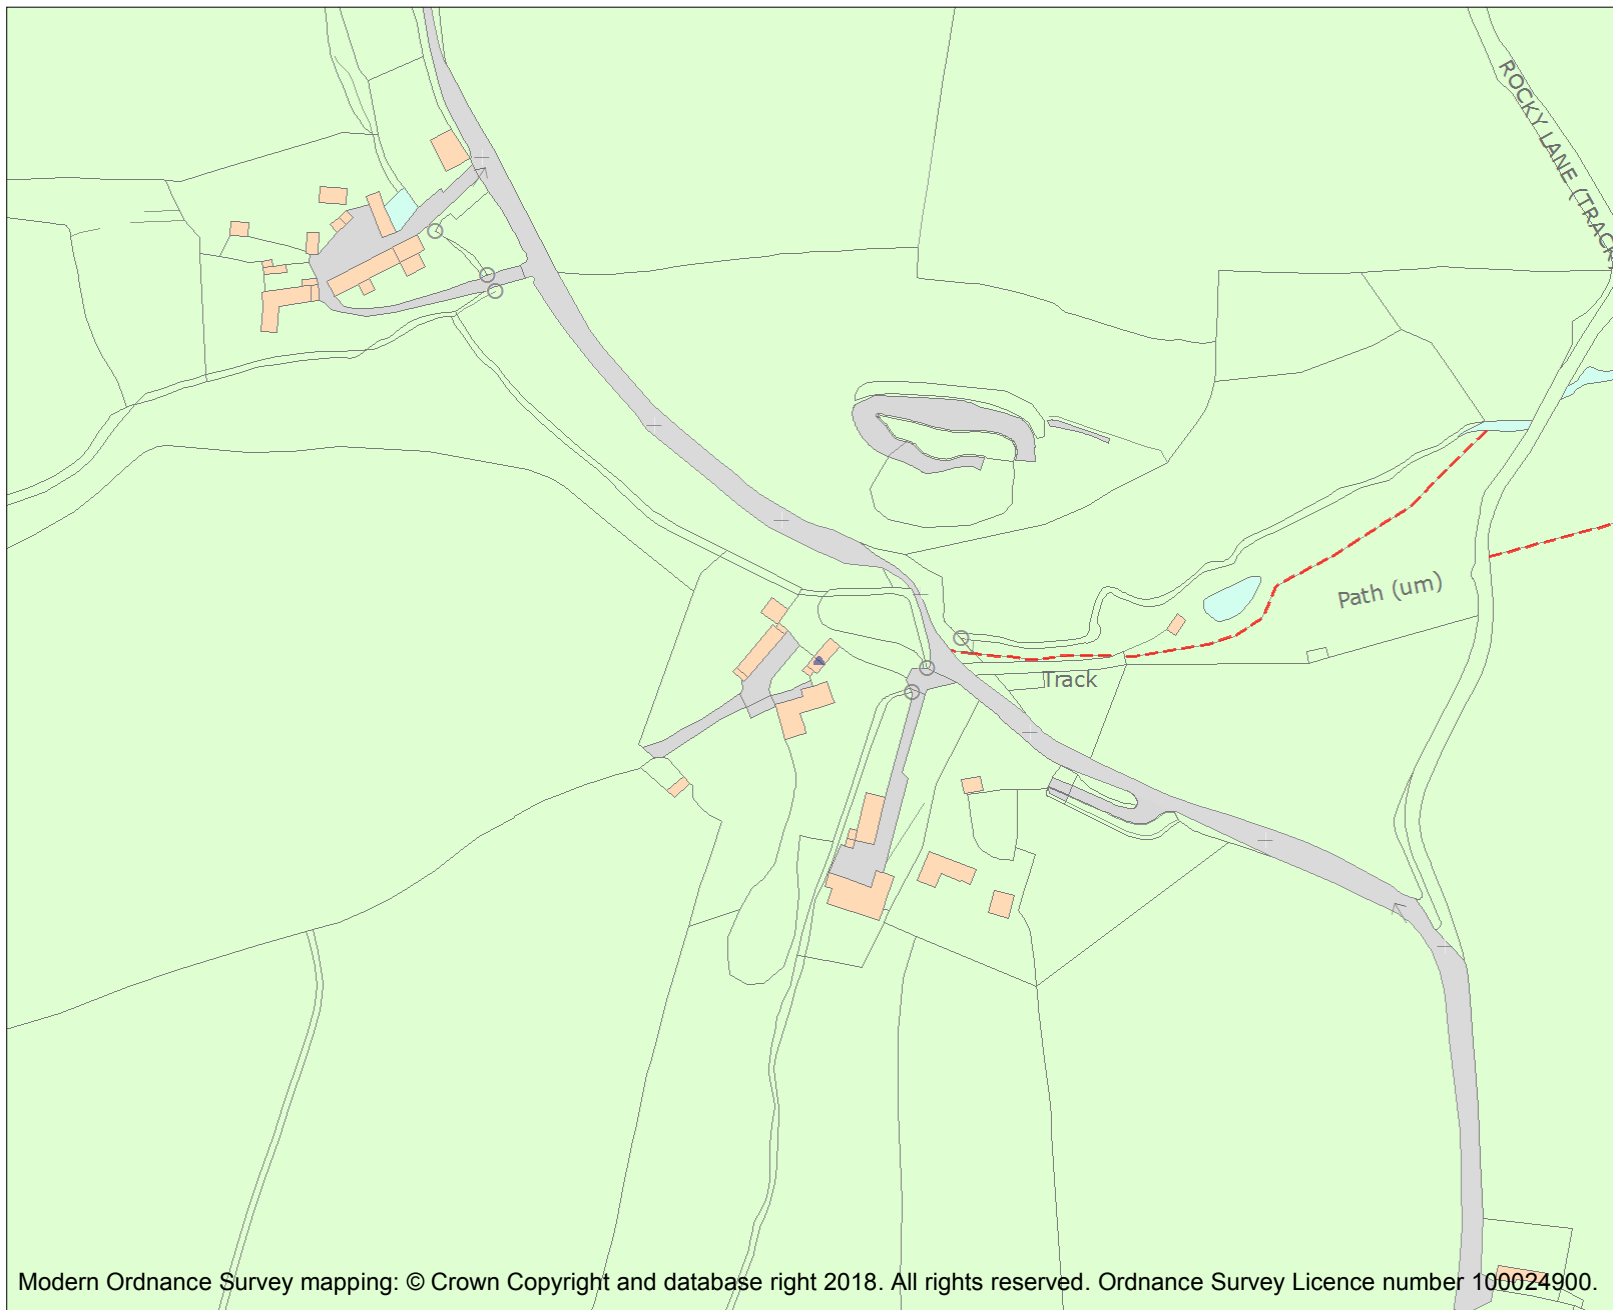 ROCKY LANE (TRACK)
Path (um)
Track
Modern Ordnance Survey mapping: © Crown Copyright and database right 2018. All rights reserved. Ordnance Survey Licence number 100024900.